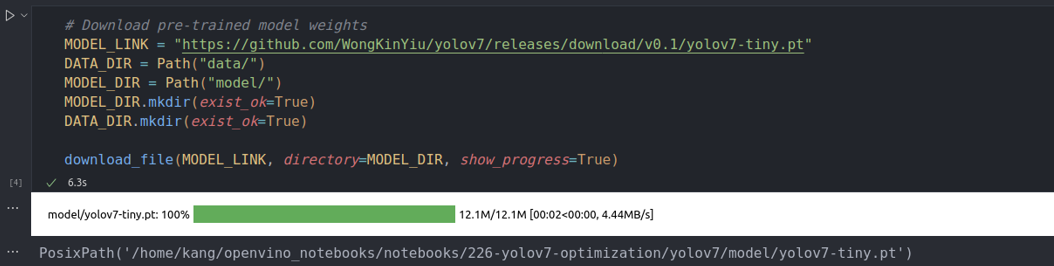 # Download pre-trained model weights
MODEL_LINK = "https://github.com/WongKinYiu/yolov7/releases/download/v0.1/yolov7-tiny.pt"
DATA_DIR = Path("data/")
MODEL_DIR = Path("model/")
MODEL_DIR.mkdir(exist_ok=True)
DATA_DIR.mkdir(exist_ok=True)
download_file(MODEL_LINK, directory=MODEL_DIR, show_progress=True)
[4] 6.3s
model/yolov7-tiny.pt: 100% 12.1M/12.1M [00:02<00:00, 4.44MB/s]
PosixPath('/home/kang/openvino_notebooks/notebooks/226-yolov7-optimization/yolov7/model/yolov7-tiny.pt')